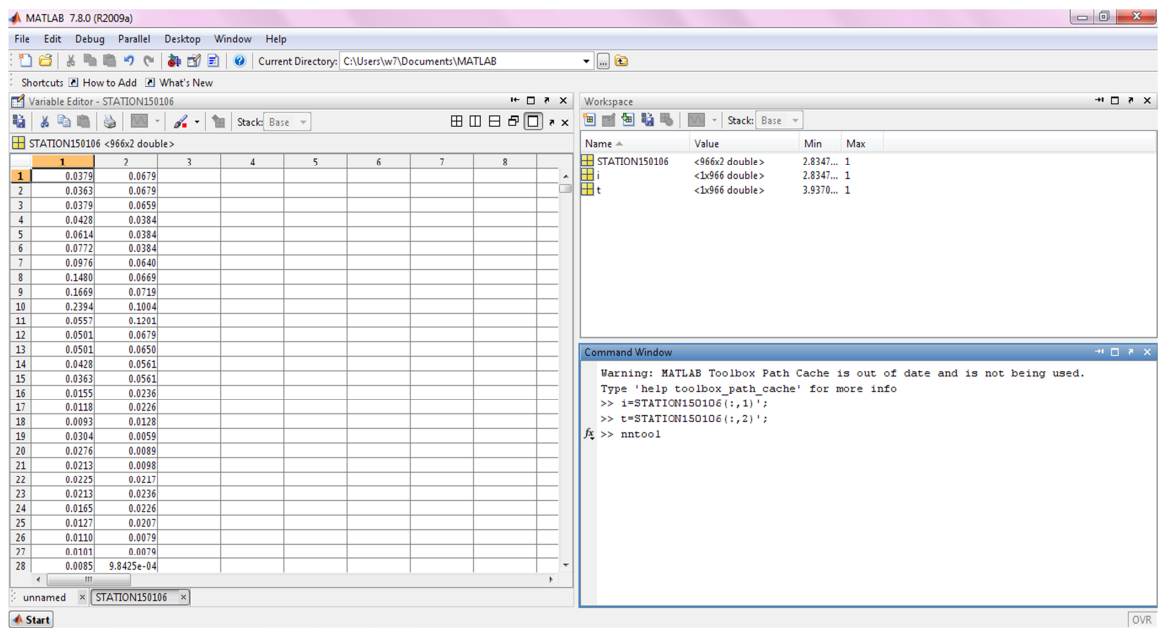 MATLAB 7.8.0 (R2009a)
File Edit Debug Parallel Desktop Window Help
Current Directory: C:\Users\w7\Documents\MATLAB
Shortcuts How to Add What's New
Variable Editor - STATION150106
Stack: Base
STATION150106 <966x2 double>
1 2 3 4 5 6 7 8
1 0.0379 0.0679
2 0.0363 0.0679
3 0.0379 0.0659
4 0.0428 0.0384
5 0.0614 0.0384
6 0.0772 0.0384
7 0.0976 0.0640
8 0.1480 0.0669
9 0.1669 0.0719
10 0.2394 0.1004
11 0.0557 0.1201
12 0.0501 0.0679
13 0.0501 0.0650
14 0.0428 0.0561
15 0.0363 0.0561
16 0.0155 0.0236
17 0.0118 0.0226
18 0.0093 0.0128
19 0.0304 0.0059
20 0.0276 0.0089
21 0.0213 0.0098
22 0.0225 0.0217
23 0.0213 0.0236
24 0.0165 0.0226
25 0.0127 0.0207
26 0.0110 0.0079
27 0.0101 0.0079
28 0.0085 9.8425e-04
unnamed STATION150106
Workspace
Stack: Base
Name Value Min Max
STATION150106 <966x2 double> 2.8347... 1
i <1x966 double> 2.8347... 1
t <1x966 double> 3.9370... 1
Command Window
Warning: MATLAB Toolbox Path Cache is out of date and is not being used.
Type 'help toolbox_path_cache' for more info
>> i=STATION150106(:,1)';
>> t=STATION150106(:,2)';
fx >> nntool
Start
OVR